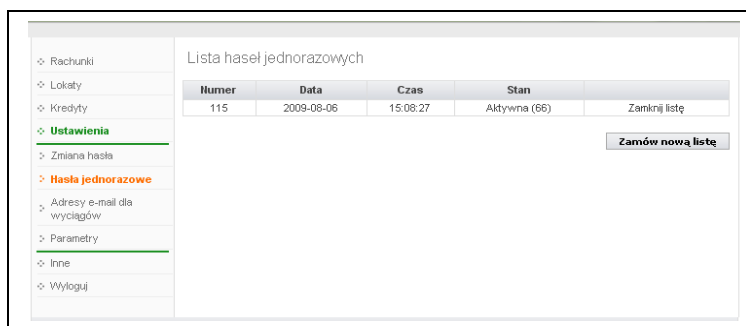 Rachunki
Lokaty
Kredyty
Ustawienia
Zmiana hasła
Hasła jednorazowe
Adresy e-mail dla
wyciągów
Parametry
Inne
Wyloguj
Lista haseł jednorazowych
Numer Data Czas Stan
115 2009-08-06 15:08:27 Aktywna (66) Zamknij listę
Zamów nową listę